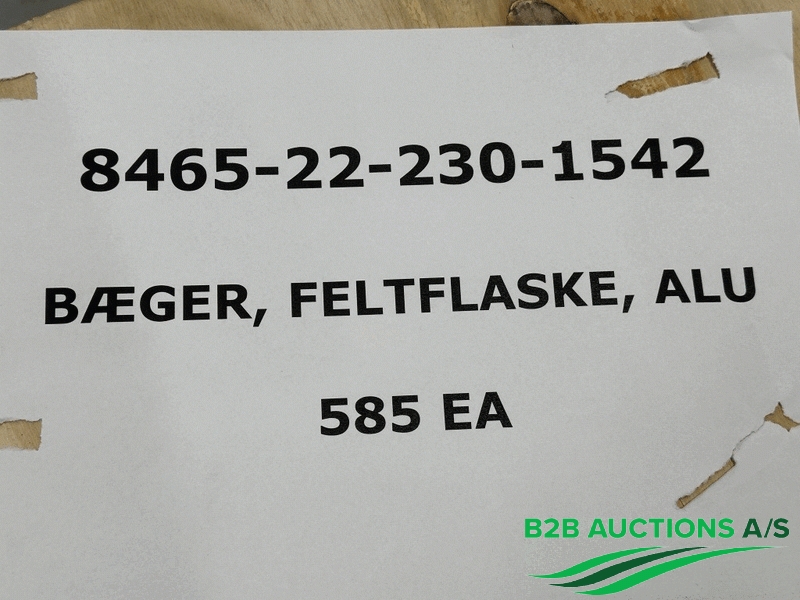 8465-22-230-1542
BÆGER, FELTFLASKE, ALU
585 EA
B2B AUCTIONS A/S